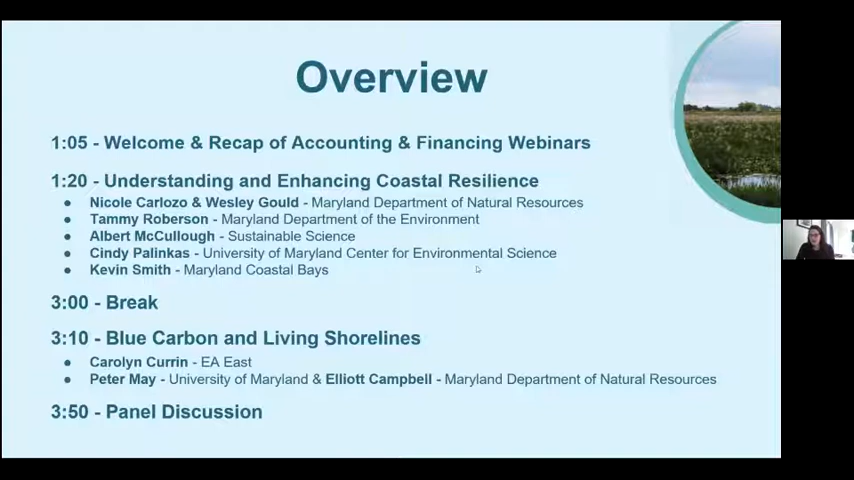 Overview
1:05 - Welcome & Recap of Accounting & Financing Webinars
1:20 - Understanding and Enhancing Coastal Resilience
● Nicole Carlozo & Wesley Gould - Maryland Department of Natural Resources
● Tammy Roberson - Maryland Department of the Environment
● Albert McCullough - Sustainable Science
● Cindy Palinkas - University of Maryland Center for Environmental Science
● Kevin Smith - Maryland Coastal Bays
3:00 - Break
3:10 - Blue Carbon and Living Shorelines
● Carolyn Currin - EA East
● Peter May - University of Maryland & Elliott Campbell - Maryland Department of Natural Resources
3:50 - Panel Discussion